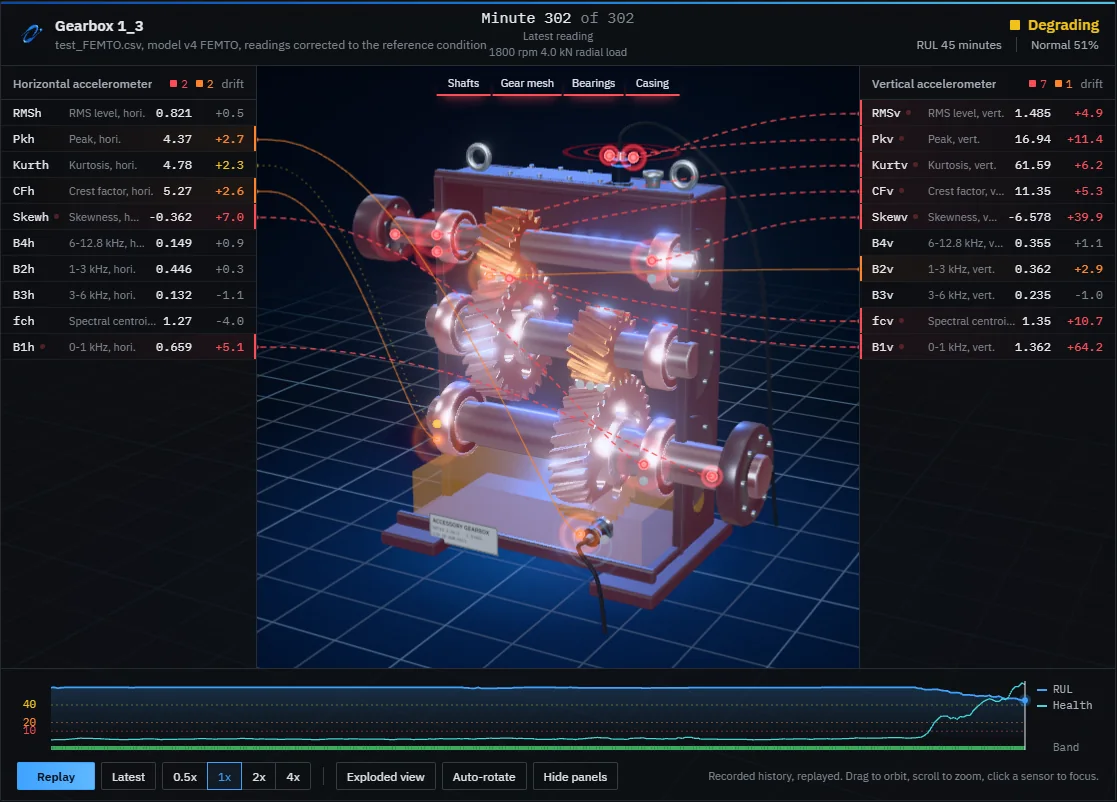 Gearbox 1_3
test_FEMTO.csv, model v4 FEMTO, readings corrected to the reference condition
Minute 302 of 302
Latest reading
1800 rpm 4.0 kN radial load
Degrading
RUL 45 minutes
Normal 51%
Horizontal accelerometer 2 2 drift
RMSh RMS level, hori. 0.821 +0.5
Pkh Peak, hori. 4.37 +2.7
Kurth Kurtosis, hori. 4.78 +2.3
CFh Crest factor, hori. 5.27 +2.6
Skewh Skewness, h... -0.362 +7.0
B4h 6-12.8 kHz, h... 0.149 +0.9
B2h 1-3 kHz, hori. 0.446 +0.3
B3h 3-6 kHz, hori. 0.132 -1.1
fch Spectral centroi... 1.27 -4.0
B1h 0-1 kHz, hori. 0.659 +5.1
Shafts Gear mesh Bearings Casing
ACCESSORY GEARBOX
Vertical accelerometer 7 1 drift
RMSv RMS level, vert. 1.485 +4.9
Pkv Peak, vert. 16.94 +11.4
Kurtv Kurtosis, vert. 61.59 +6.2
CFv Crest factor, v... 11.35 +5.3
Skewv Skewness, v... -6.578 +39.9
B4v 6-12.8 kHz, v... 0.355 +1.1
B2v 1-3 kHz, vert. 0.362 +2.9
B3v 3-6 kHz, vert. 0.235 -1.0
fcv Spectral centroi... 1.35 +10.7
B1v 0-1 kHz, vert. 1.362 +64.2
40
20
10
RUL
Health
Band
Replay Latest 0.5x 1x 2x 4x Exploded view Auto-rotate Hide panels
Recorded history, replayed. Drag to orbit, scroll to zoom, click a sensor to focus.